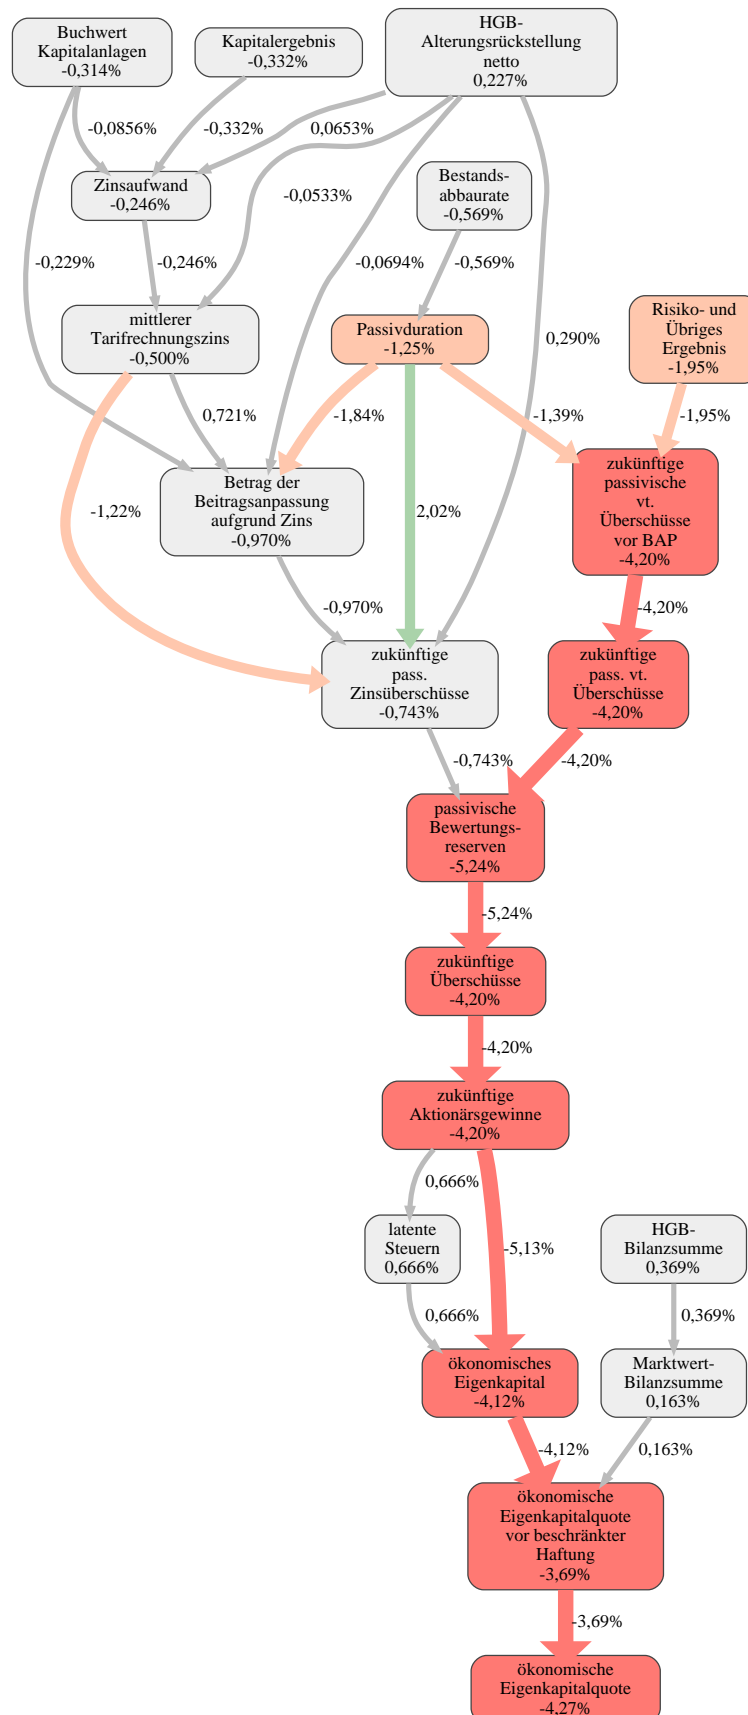 Buchwert
Kapitalanlagen
-0,314%
Kapitalergebnis
-0,332%
HGB-
Alterungsrückstellung
netto
0,227%
-0,0856%
-0,332%
0,0653%
Zinsaufwand
-0,246%
-0,0533%
Bestands-
abbaurate
-0,569%
-0,229%
-0,246%
-0,0694%
-0,569%
mittlerer
Tarifrechnungszins
-0,500%
Passivduration
-1,25%
0,290%
Risiko- und
Übriges
Ergebnis
-1,95%
0,721%
-1,84%
-1,39%
-1,95%
Betrag der
Beitragsanpassung
aufgrund Zins
-0,970%
zukünftige
passivische
vt.
Überschüsse
vor BAP
-4,20%
-1,22%
2,02%
-0,970%
-4,20%
zukünftige
pass.
Zinsüberschüsse
-0,743%
zukünftige
pass. vt.
Überschüsse
-4,20%
-0,743%
-4,20%
passivische
Bewertungs-
reserven
-5,24%
-5,24%
zukünftige
Überschüsse
-4,20%
-4,20%
zukünftige
Aktionärsgewinne
-4,20%
0,666%
latente
Steuern
0,666%
-5,13%
HGB-
Bilanzsumme
0,369%
0,666%
0,369%
ökonomisches
Eigenkapital
-4,12%
Marktwert-
Bilanzsumme
0,163%
-4,12%
0,163%
ökonomische
Eigenkapitalquote
vor beschränkter
Haftung
-3,69%
-3,69%
ökonomische
Eigenkapitalquote
-4,27%